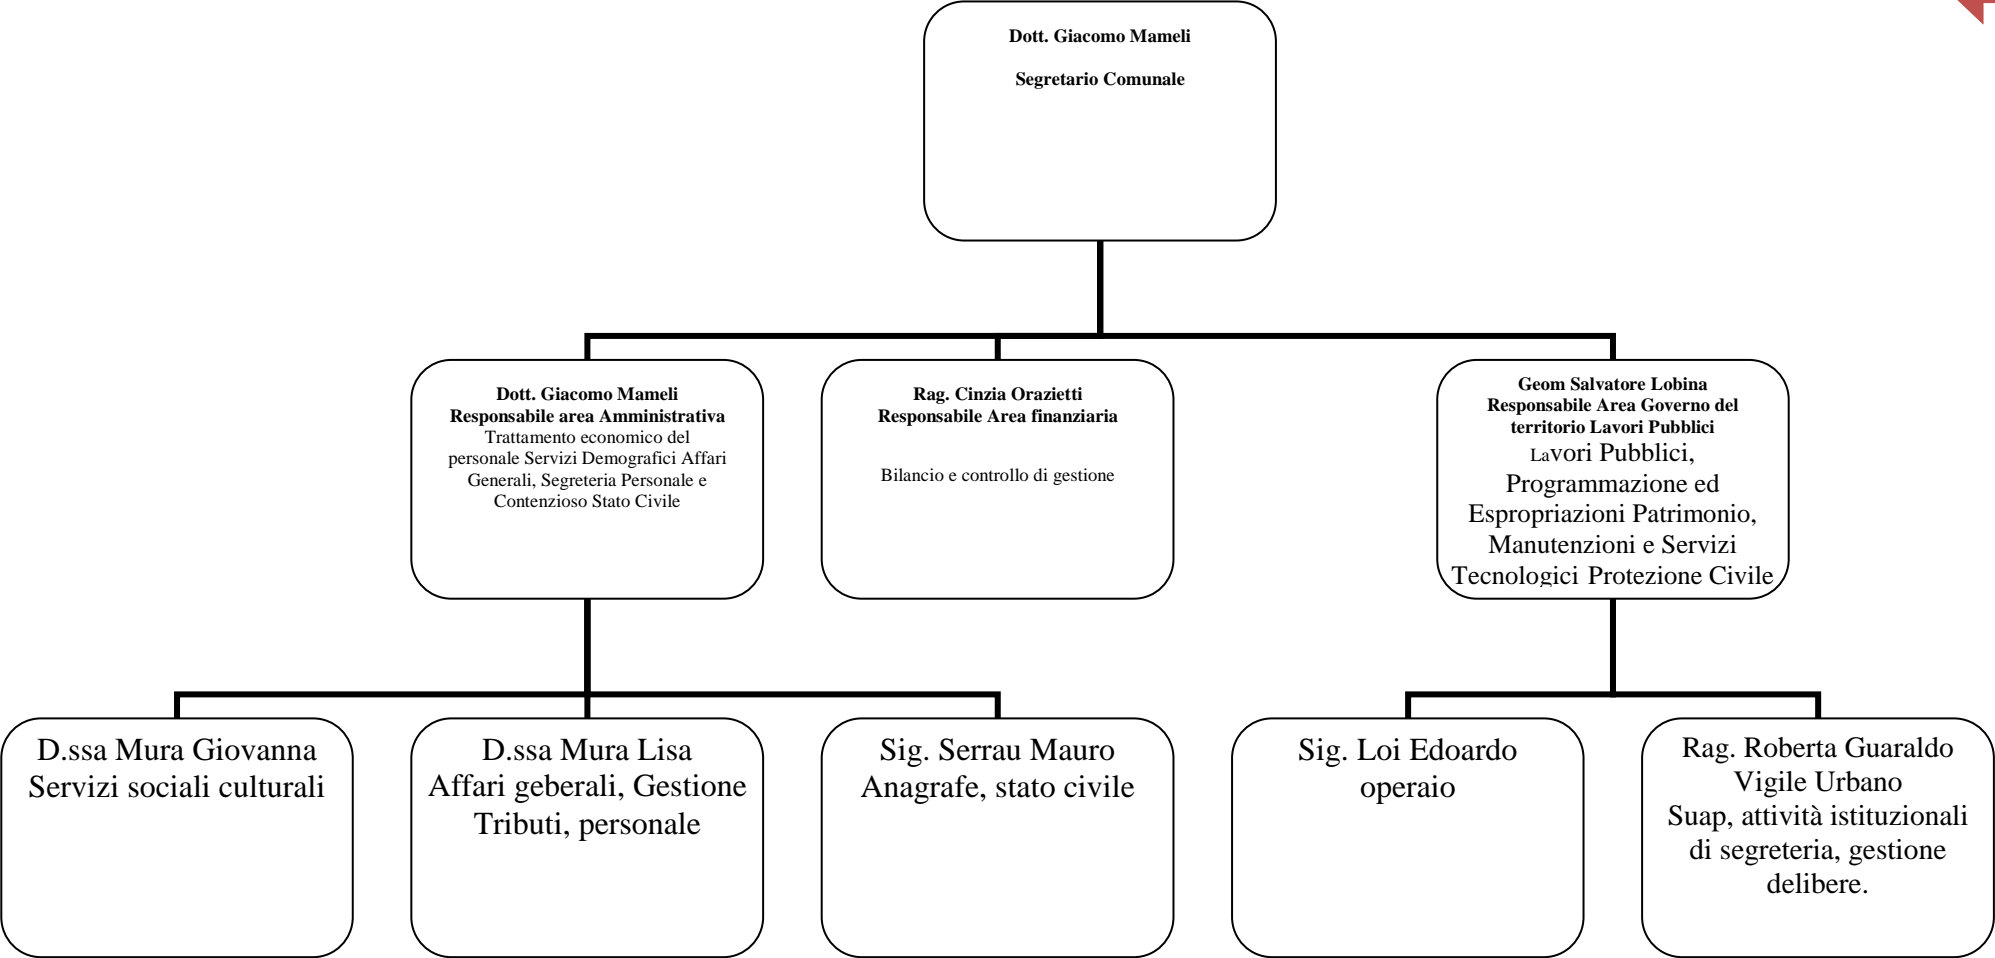 Dott. Giacomo Mameli
Segretario Comunale
Dott. Giacomo Mameli
Responsabile area Amministrativa
Trattamento economico del
personale Servizi Demografici Affari
Generali, Segreteria Personale e
Contenzioso Stato Civile
Rag. Cinzia Orazietti
Responsabile Area finanziaria
Bilancio e controllo di gestione
Geom Salvatore Lobina
Responsabile Area Governo del
territorio Lavori Pubblici
Lavori Pubblici,
Programmazione ed
Espropriazioni Patrimonio,
Manutenzioni e Servizi
Tecnologici Protezione Civile
D.ssa Mura Giovanna
Servizi sociali culturali
D.ssa Mura Lisa
Affari geberali, Gestione
Tributi, personale
Sig. Serrau Mauro
Anagrafe, stato civile
Sig. Loi Edoardo
operaio
Rag. Roberta Guaraldo
Vigile Urbano
Suap, attività istituzionali
di segreteria, gestione
delibere.